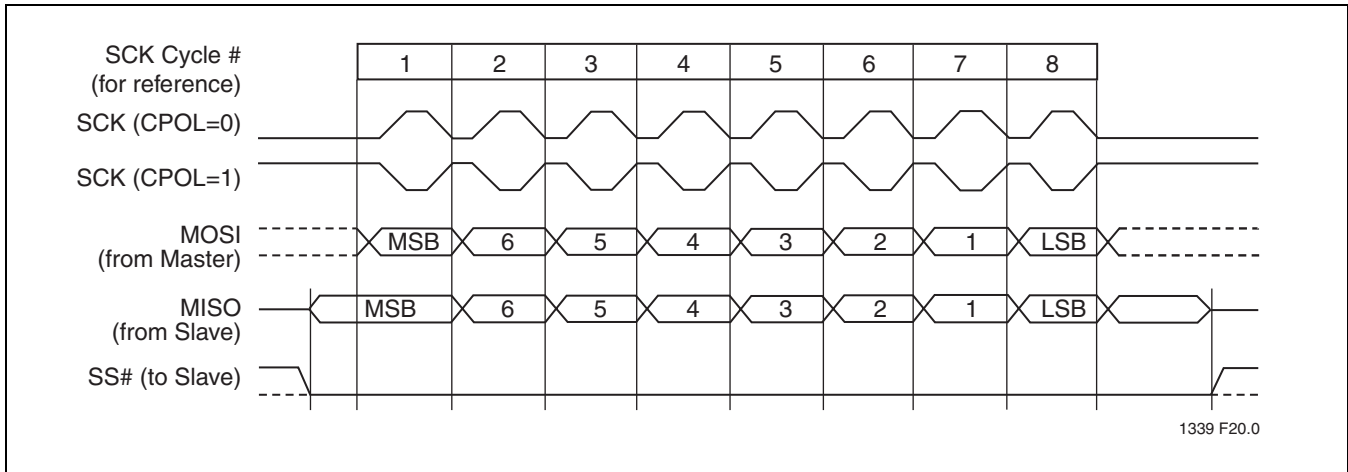 SCK Cycle #
(for reference)
1 2 3 4 5 6 7 8
SCK (CPOL=0)
SCK (CPOL=1)
MOSI
(from Master)
MSB 6 5 4 3 2 1 LSB
MISO
(from Slave)
MSB 6 5 4 3 2 1 LSB
SS# (to Slave)
1339 F20.0